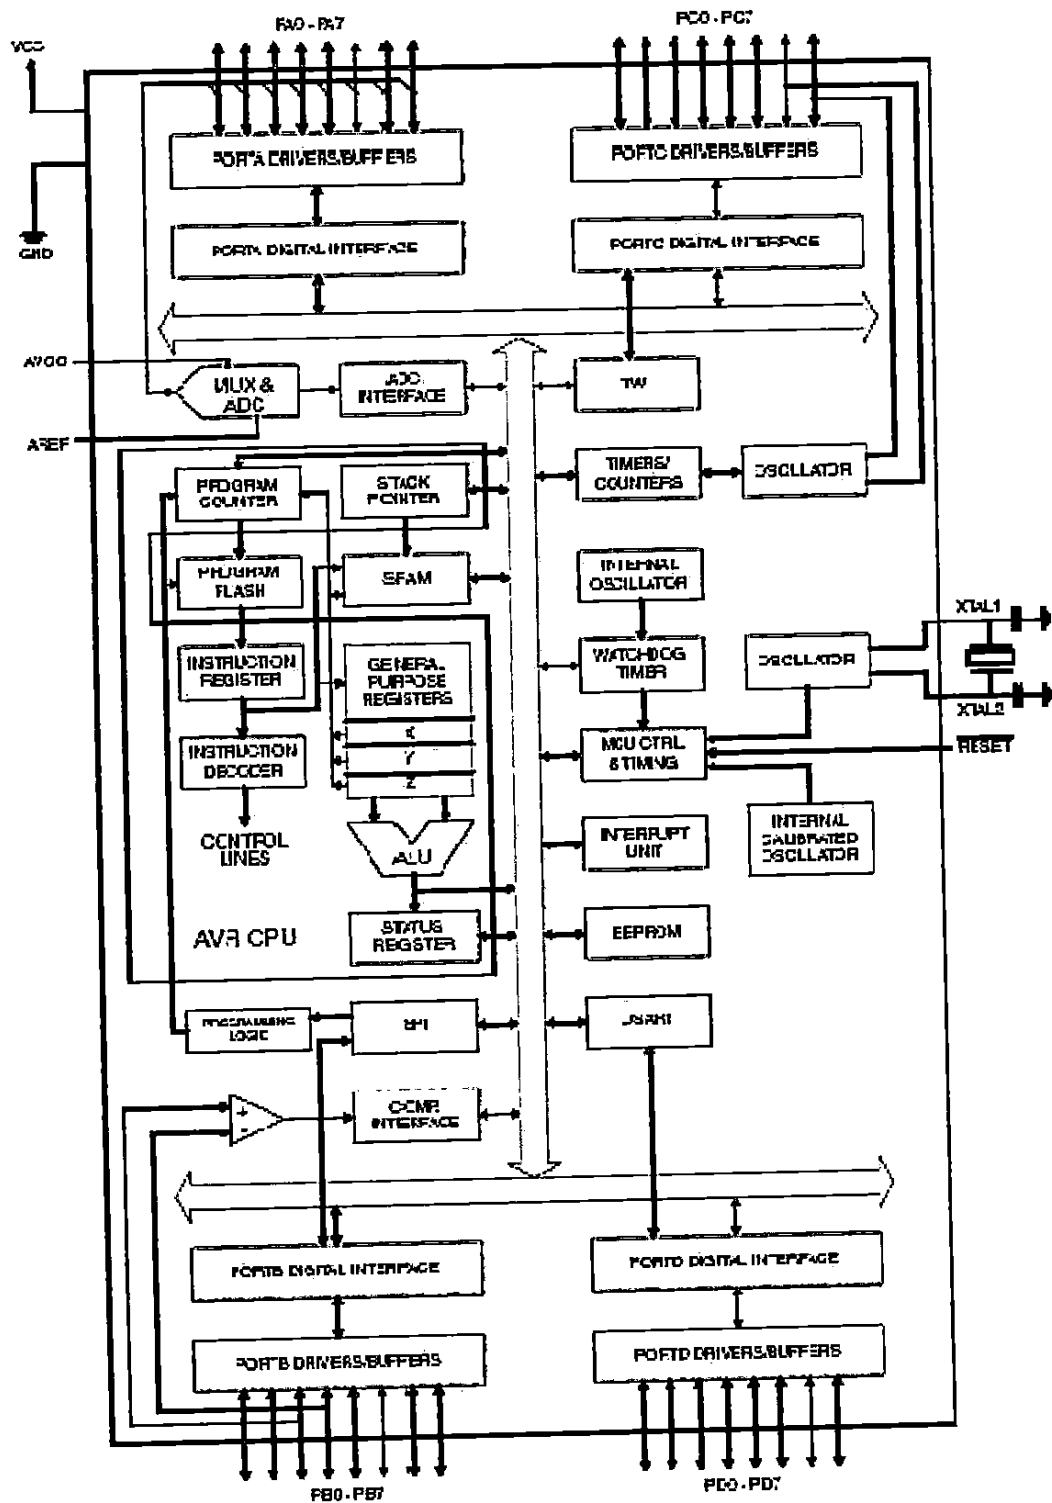 PA0 - PA7
PC0 - PC7
VCC
PORTA DRIVERS/BUFFERS
PORTC DRIVERS/BUFFERS
GND
PORTA DIGITAL INTERFACE
PORTC DIGITAL INTERFACE
AVCC
MUX &
ADC
ADC
INTERFACE
TWI
AREF
PROGRAM
COUNTER
STACK
POINTER
TIMERS/
COUNTERS
OSCILLATOR
PROGRAM
FLASH
SRAM
INTERNAL
OSCILLATOR
XTAL1
INSTRUCTION
REGISTER
GENERAL
PURPOSE
REGISTERS
WATCHDOG
TIMER
OSCILLATOR
XTAL2
X
INSTRUCTION
DECODER
Y
MCU CTRL.
& TIMING
RESET
Z
CONTROL
LINES
ALU
INTERRUPT
UNIT
INTERNAL
CALIBRATED
OSCILLATOR
AVR CPU
STATUS
REGISTER
EEPROM
PROGRAMMING
LOGIC
SPI
USART
+
-
COMP.
INTERFACE
PORTB DIGITAL INTERFACE
PORTD DIGITAL INTERFACE
PORTB DRIVERS/BUFFERS
PORTD DRIVERS/BUFFERS
PB0 - PB7
PD0 - PD7